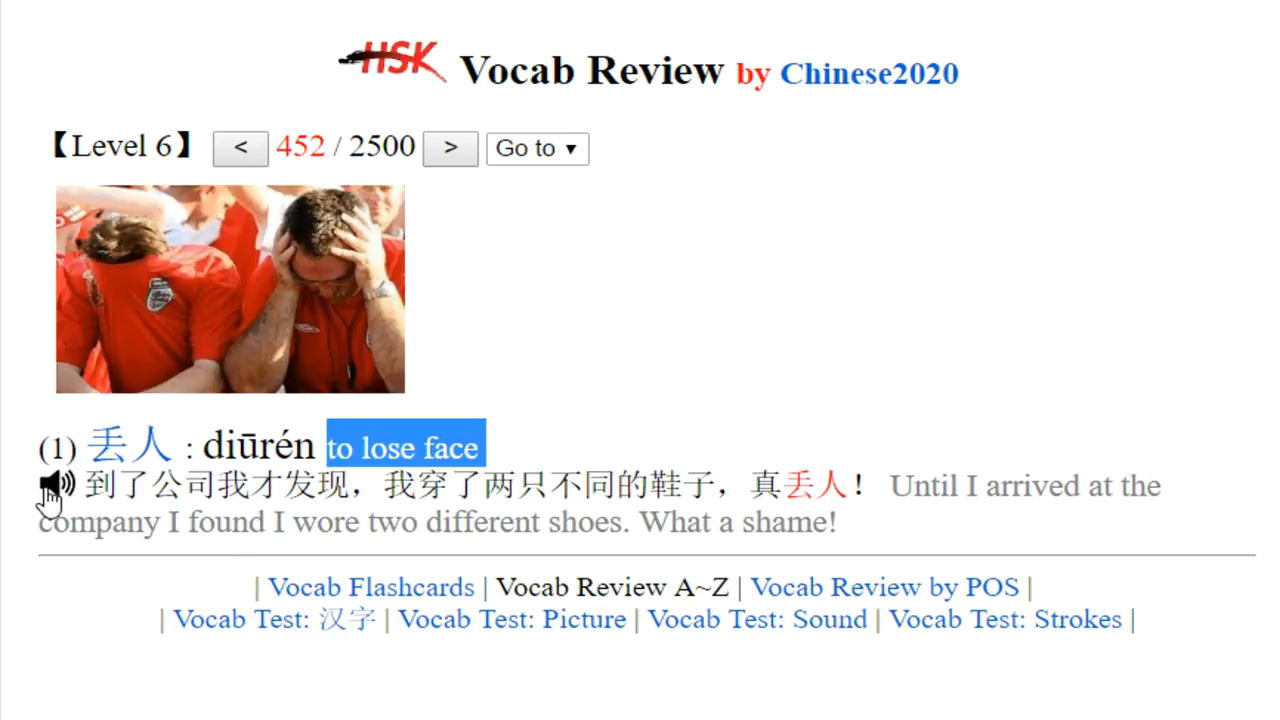 HSK Vocab Review by Chinese2020
【Level 6】 < 452 / 2500 > Go to ▼
(1) 丢人 : diūrén to lose face
到了公司我才发现，我穿了两只不同的鞋子，真丢人！ Until I arrived at the
company I found I wore two different shoes. What a shame!
| Vocab Flashcards | Vocab Review A~Z | Vocab Review by POS |
| Vocab Test: 汉字 | Vocab Test: Picture | Vocab Test: Sound | Vocab Test: Strokes |